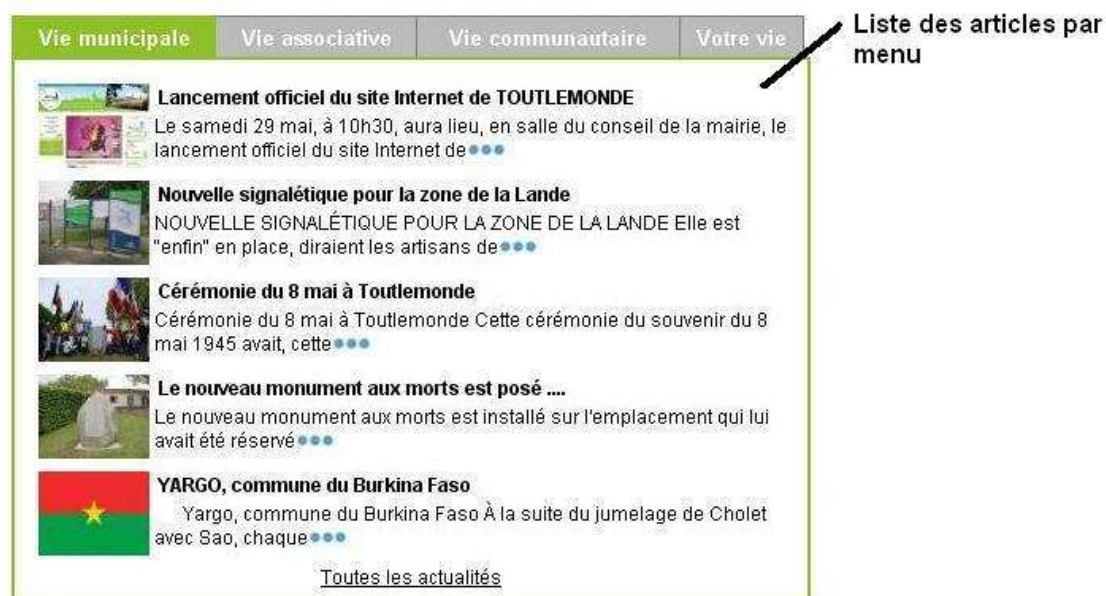 Vie municipale Vie associative Vie communautaire Votre vie
Liste des articles par
menu
Lancement officiel du site Internet de TOUTLEMONDE
Le samedi 29 mai, à 10h30, aura lieu, en salle du conseil de la mairie, le
lancement officiel du site Internet de●●●
Nouvelle signalétique pour la zone de la Lande
NOUVELLE SIGNALÉTIQUE POUR LA ZONE DE LA LANDE Elle est
"enfin" en place, diraient les artisans de●●●
Cérémonie du 8 mai à Toutlemonde
Cérémonie du 8 mai à Toutlemonde Cette cérémonie du souvenir du 8
mai 1945 avait, cette●●●
Le nouveau monument aux morts est posé ....
Le nouveau monument aux morts est installé sur l'emplacement qui lui
avait été réservé●●●
YARGO, commune du Burkina Faso
Yargo, commune du Burkina Faso À la suite du jumelage de Cholet
avec Sao, chaque●●●
Toutes les actualités